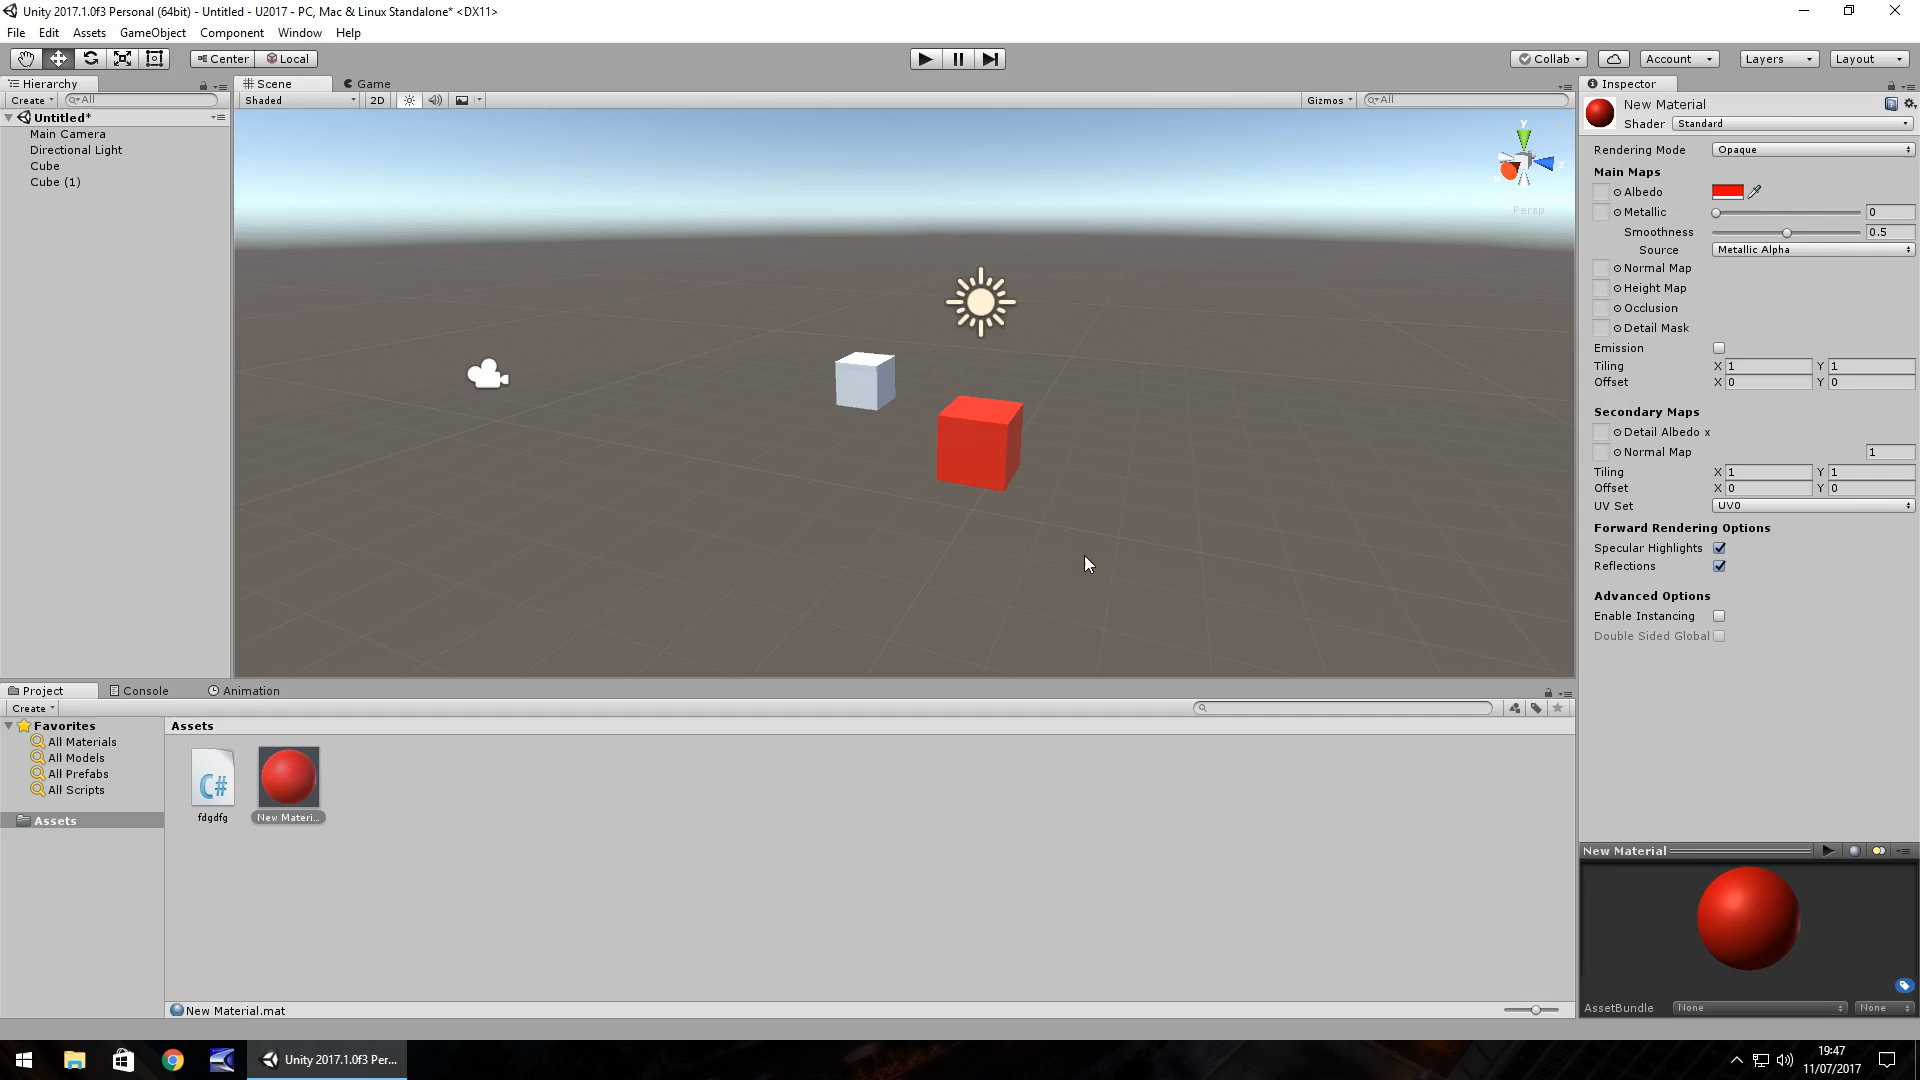 Unity 2017.1.0f3 Personal (64bit) - Untitled - U2017 - PC, Mac & Linux Standalone* <DX11>
File Edit Assets GameObject Component Window Help
Center Local Collab Account Layers Layout
Hierarchy Scene Game Inspector
Create All Shaded 2D Gizmos All
New Material
Shader Standard
Untitled*
Main Camera
Directional Light
Cube
Cube (1)
y
z
Persp
Rendering Mode Opaque
Main Maps
Albedo
Metallic 0
Smoothness 0.5
Source Metallic Alpha
Normal Map
Height Map
Occlusion
Detail Mask
Emission
Tiling X 1 Y 1
Offset X 0 Y 0
Secondary Maps
Detail Albedo x
Normal Map 1
Tiling X 1 Y 1
Offset X 0 Y 0
UV Set UV0
Forward Rendering Options
Specular Highlights
Reflections
Advanced Options
Enable Instancing
Double Sided Global
Project Console Animation
Create
Favorites
All Materials
All Models
All Prefabs
All Scripts
Assets
Assets
C#
fdgdfg
New Materi...
New Material.mat
New Material
AssetBundle None None
Unity 2017.1.0f3 Per...
19:47
11/07/2017